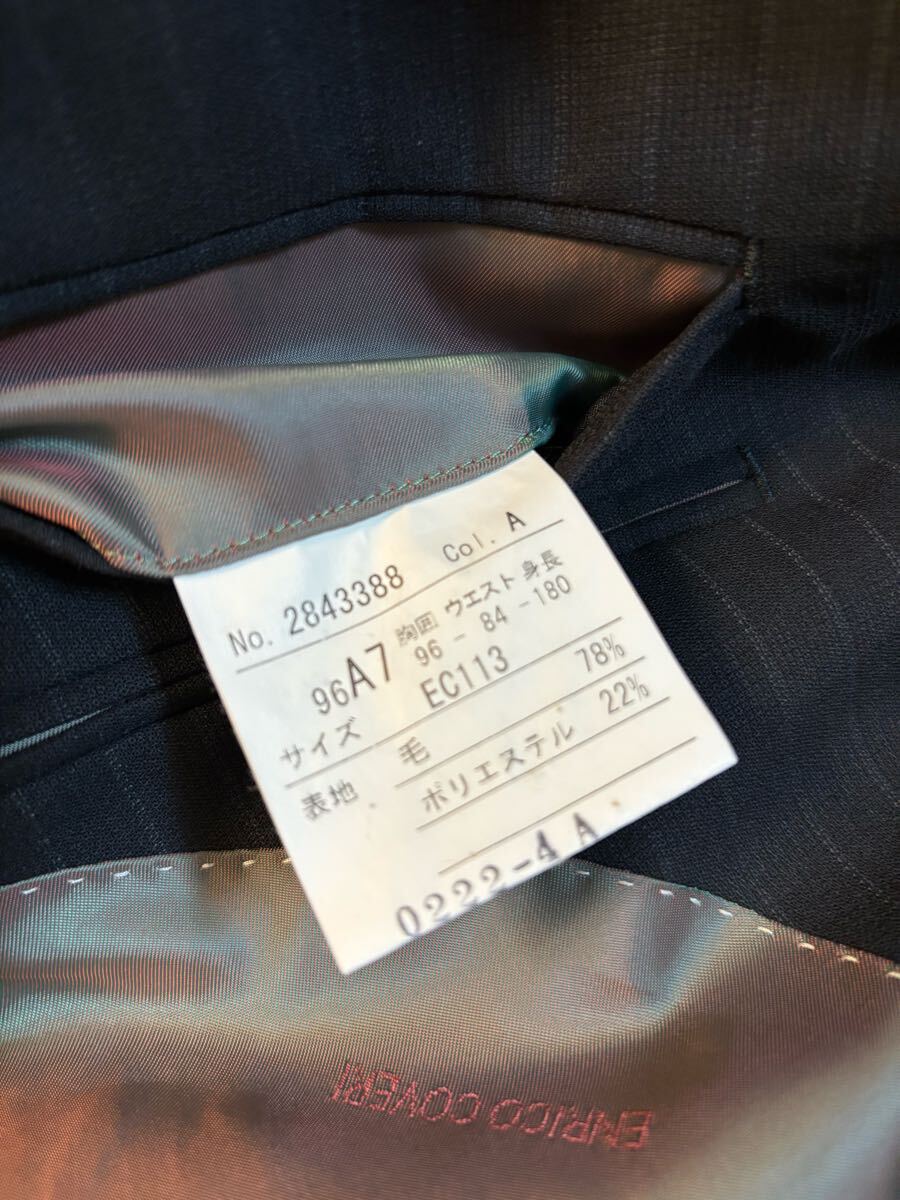 No. 2843388 Col. A
96A7 胸囲 ウエスト 身長
96 - 84 -180
サイズ EC113
表地 毛 78%
ポリエステル 22%
0222-4 A
ENRICO COVERI